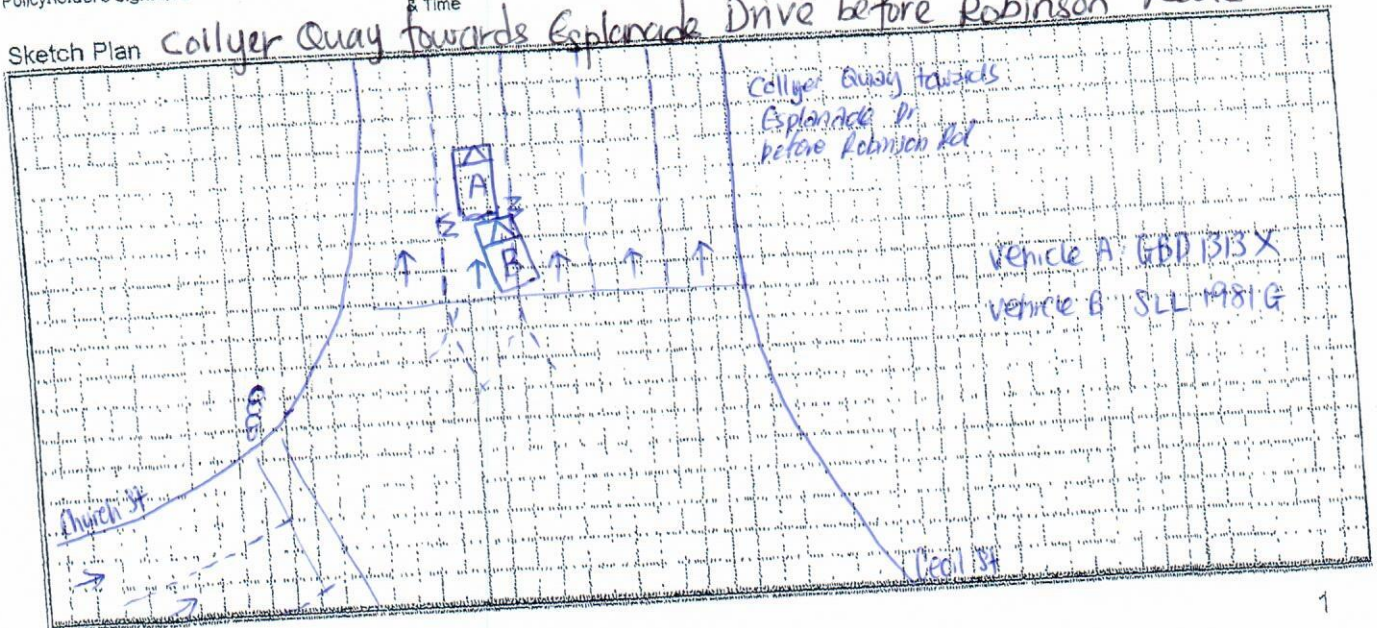 & Time
Sketch Plan Collyer Quay towards Esplanade Drive before Robinson
Collyer Quay towards
Esplanade Dr
before Robinson Rd
A
B
vehicle A: GBD 1313 X
vehicle B SLL 1981 G
Church St
Cecil St
1